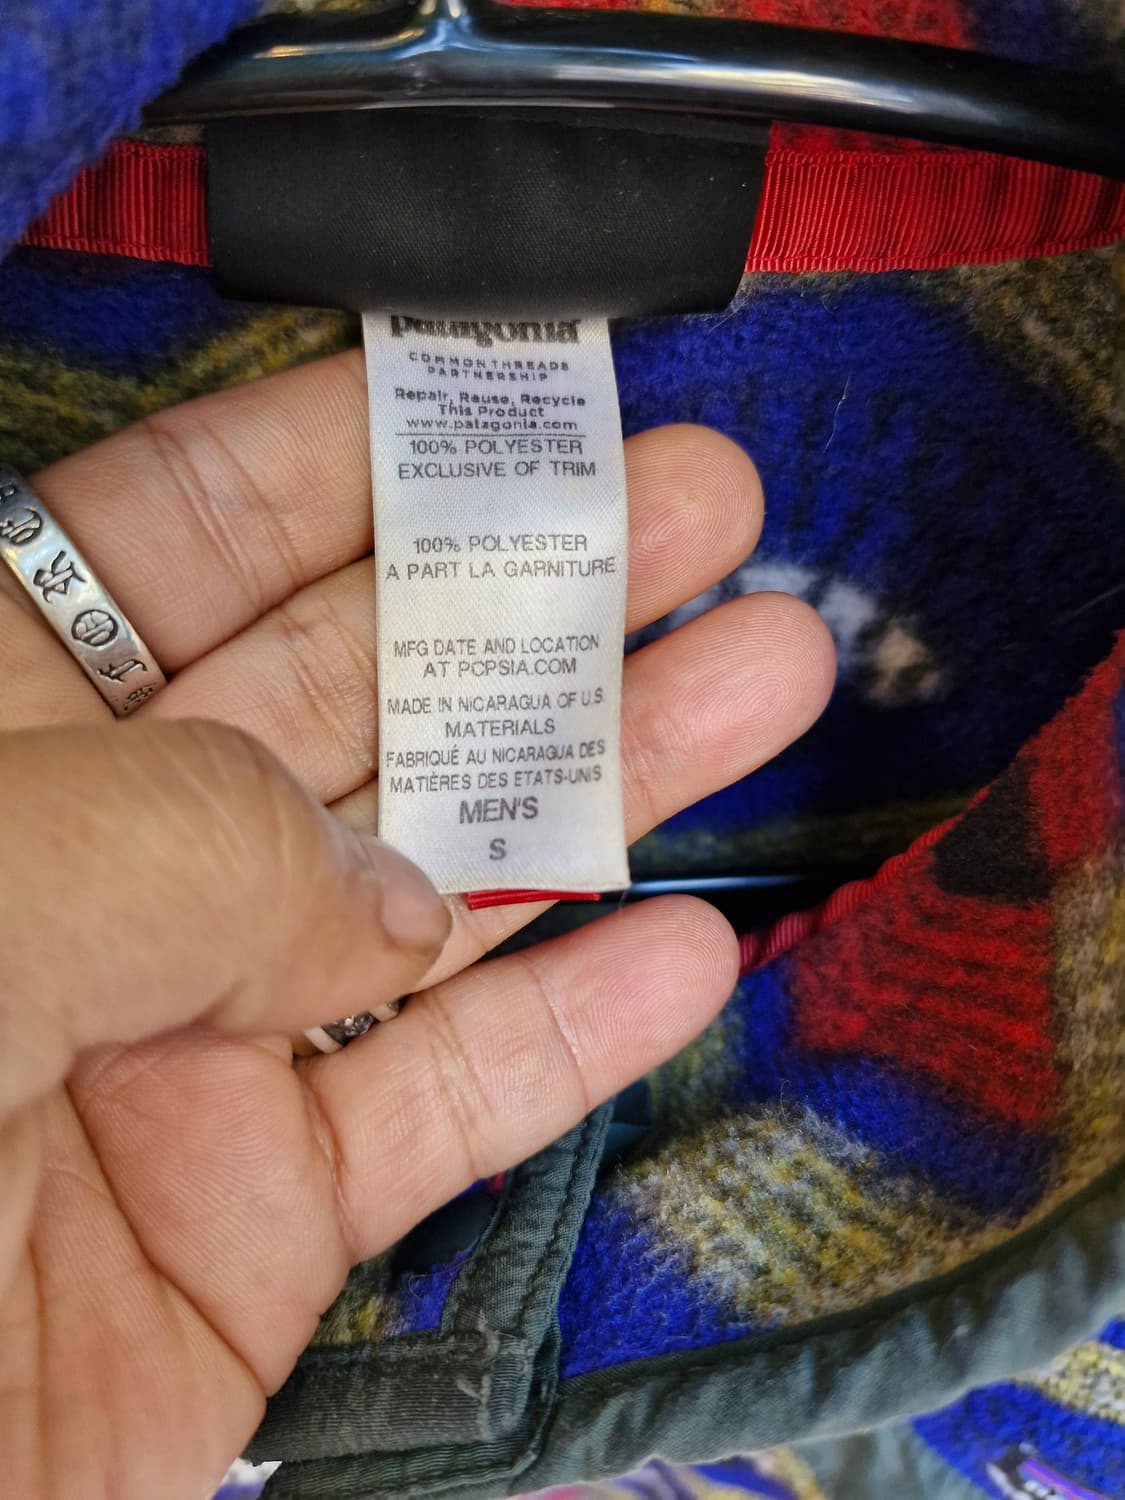 patagonia
COMMON THREADS
PARTNERSHIP
Repair, Reuse, Recycle
This Product
www.patagonia.com
100% POLYESTER
EXCLUSIVE OF TRIM
100% POLYESTER
A PART LA GARNITURE
MFG DATE AND LOCATION
AT PCPSIA.COM
MADE IN NICARAGUA OF U.S.
MATERIALS
FABRIQUÉ AU NICARAGUA DES
MATIÈRES DES ETATS-UNIS
MEN'S
S